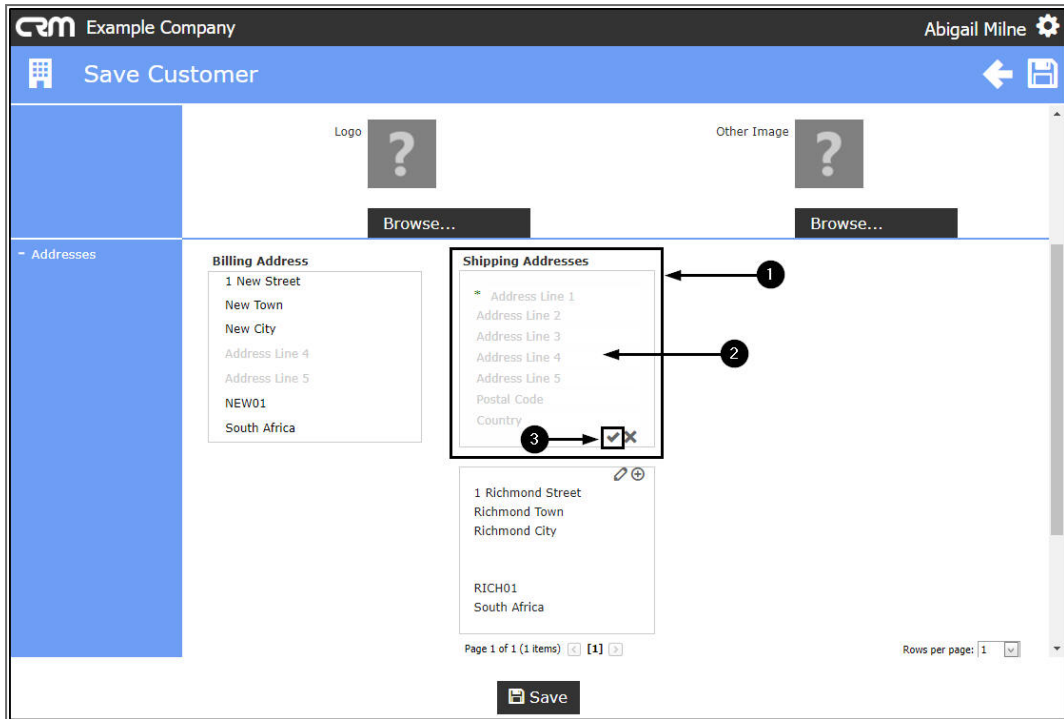 CRM Example Company
Abigail Milne
Save Customer
Logo
?
Browse...
Other Image
?
Browse...
- Addresses
Billing Address
1 New Street
New Town
New City
Address Line 4
Address Line 5
NEW01
South Africa
Shipping Addresses
* Address Line 1
Address Line 2
Address Line 3
Address Line 4
Address Line 5
Postal Code
Country
1
2
3
1 Richmond Street
Richmond Town
Richmond City
RICH01
South Africa
Page 1 of 1 (1 items) < [1] >
Rows per page: 1
Save